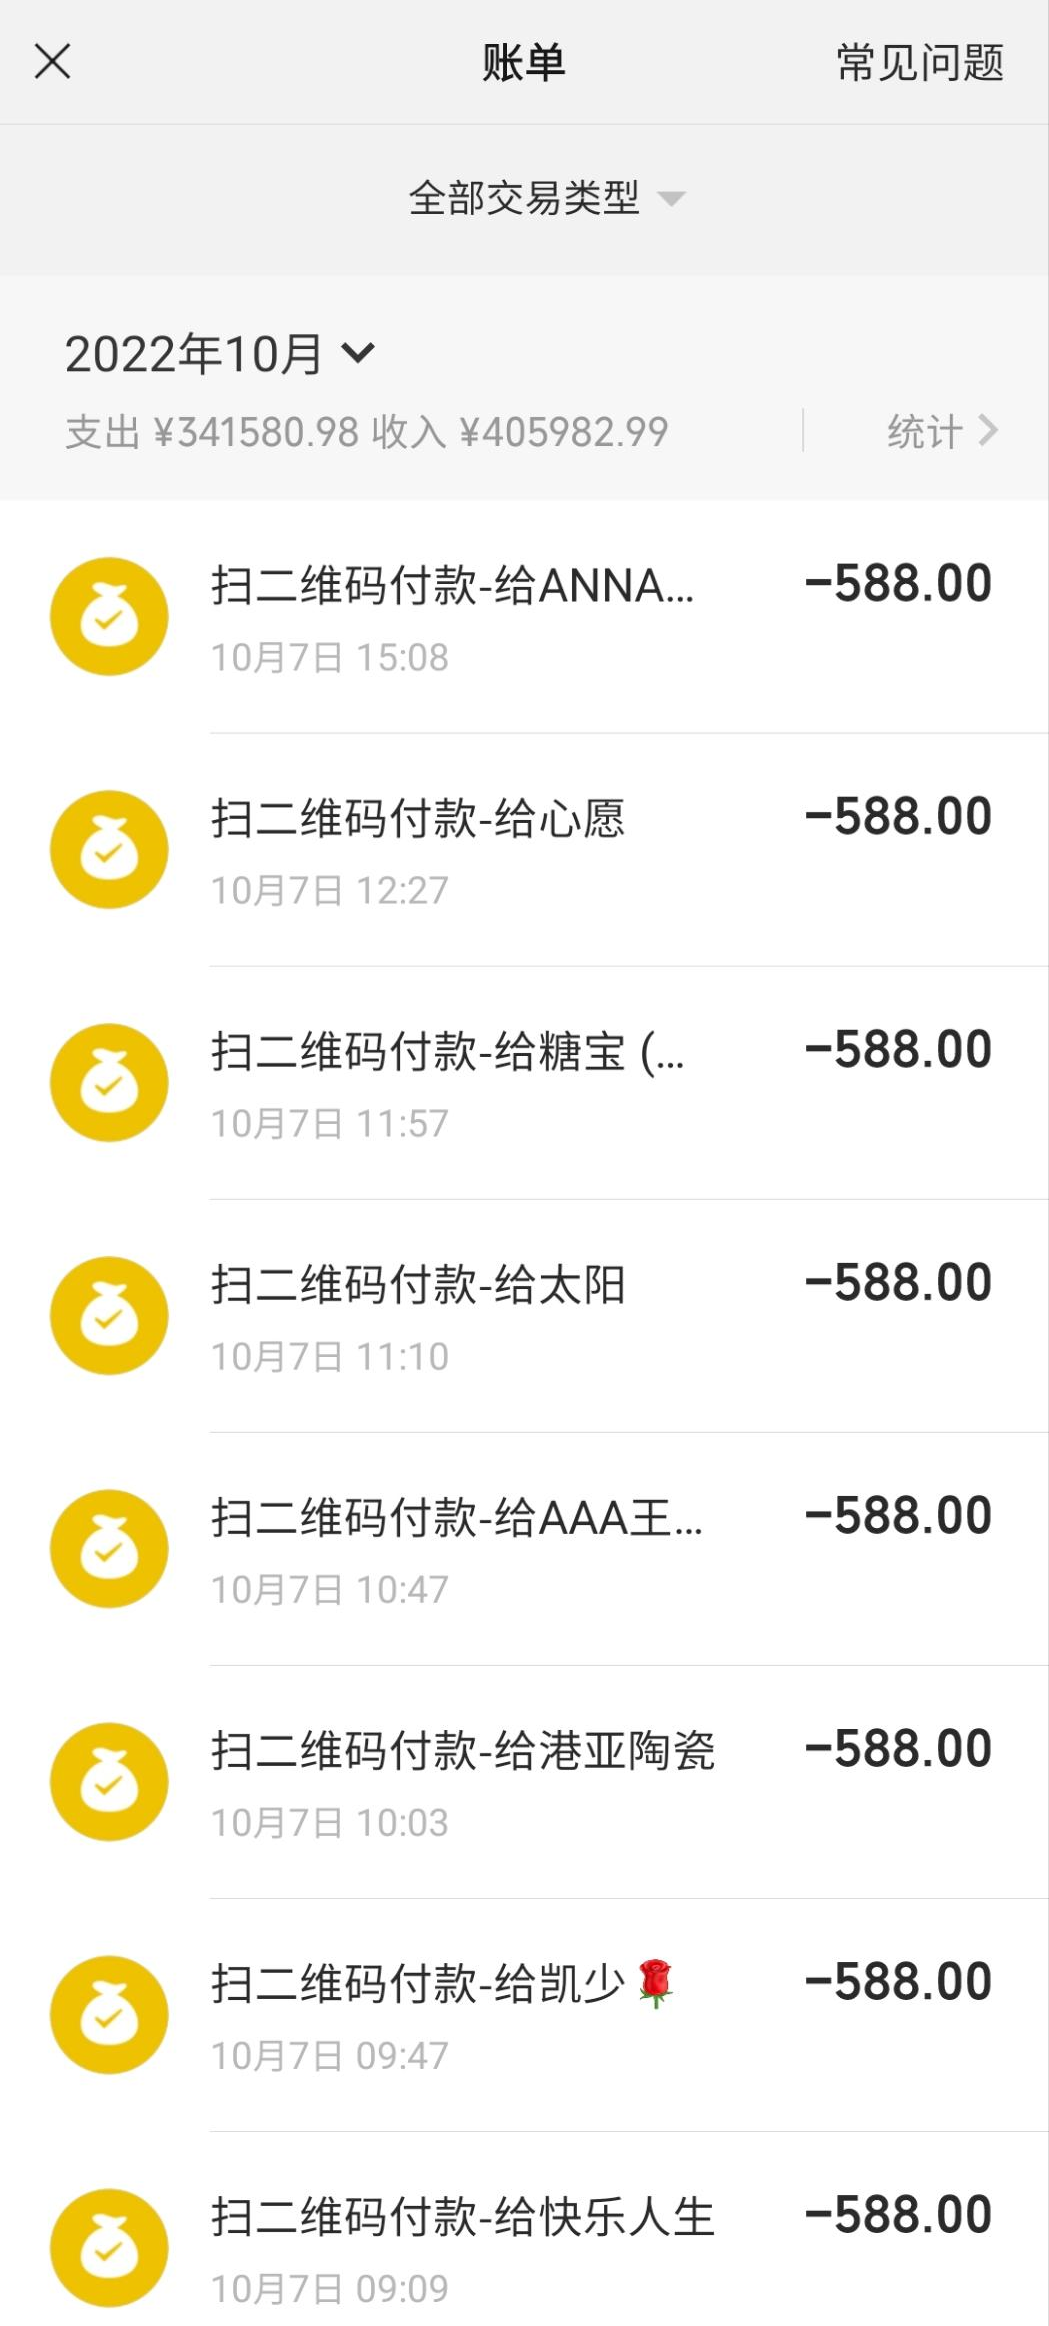 账单
常见问题
全部交易类型
2022年10月
支出 ¥341580.98 收入 ¥405982.99
统计
扫二维码付款-给ANNA...
-588.00
10月7日 15:08
扫二维码付款-给心愿
-588.00
10月7日 12:27
扫二维码付款-给糖宝 (...
-588.00
10月7日 11:57
扫二维码付款-给太阳
-588.00
10月7日 11:10
扫二维码付款-给AAA王...
-588.00
10月7日 10:47
扫二维码付款-给港亚陶瓷
-588.00
10月7日 10:03
扫二维码付款-给凯少🌹
-588.00
10月7日 09:47
扫二维码付款-给快乐人生
-588.00
10月7日 09:09